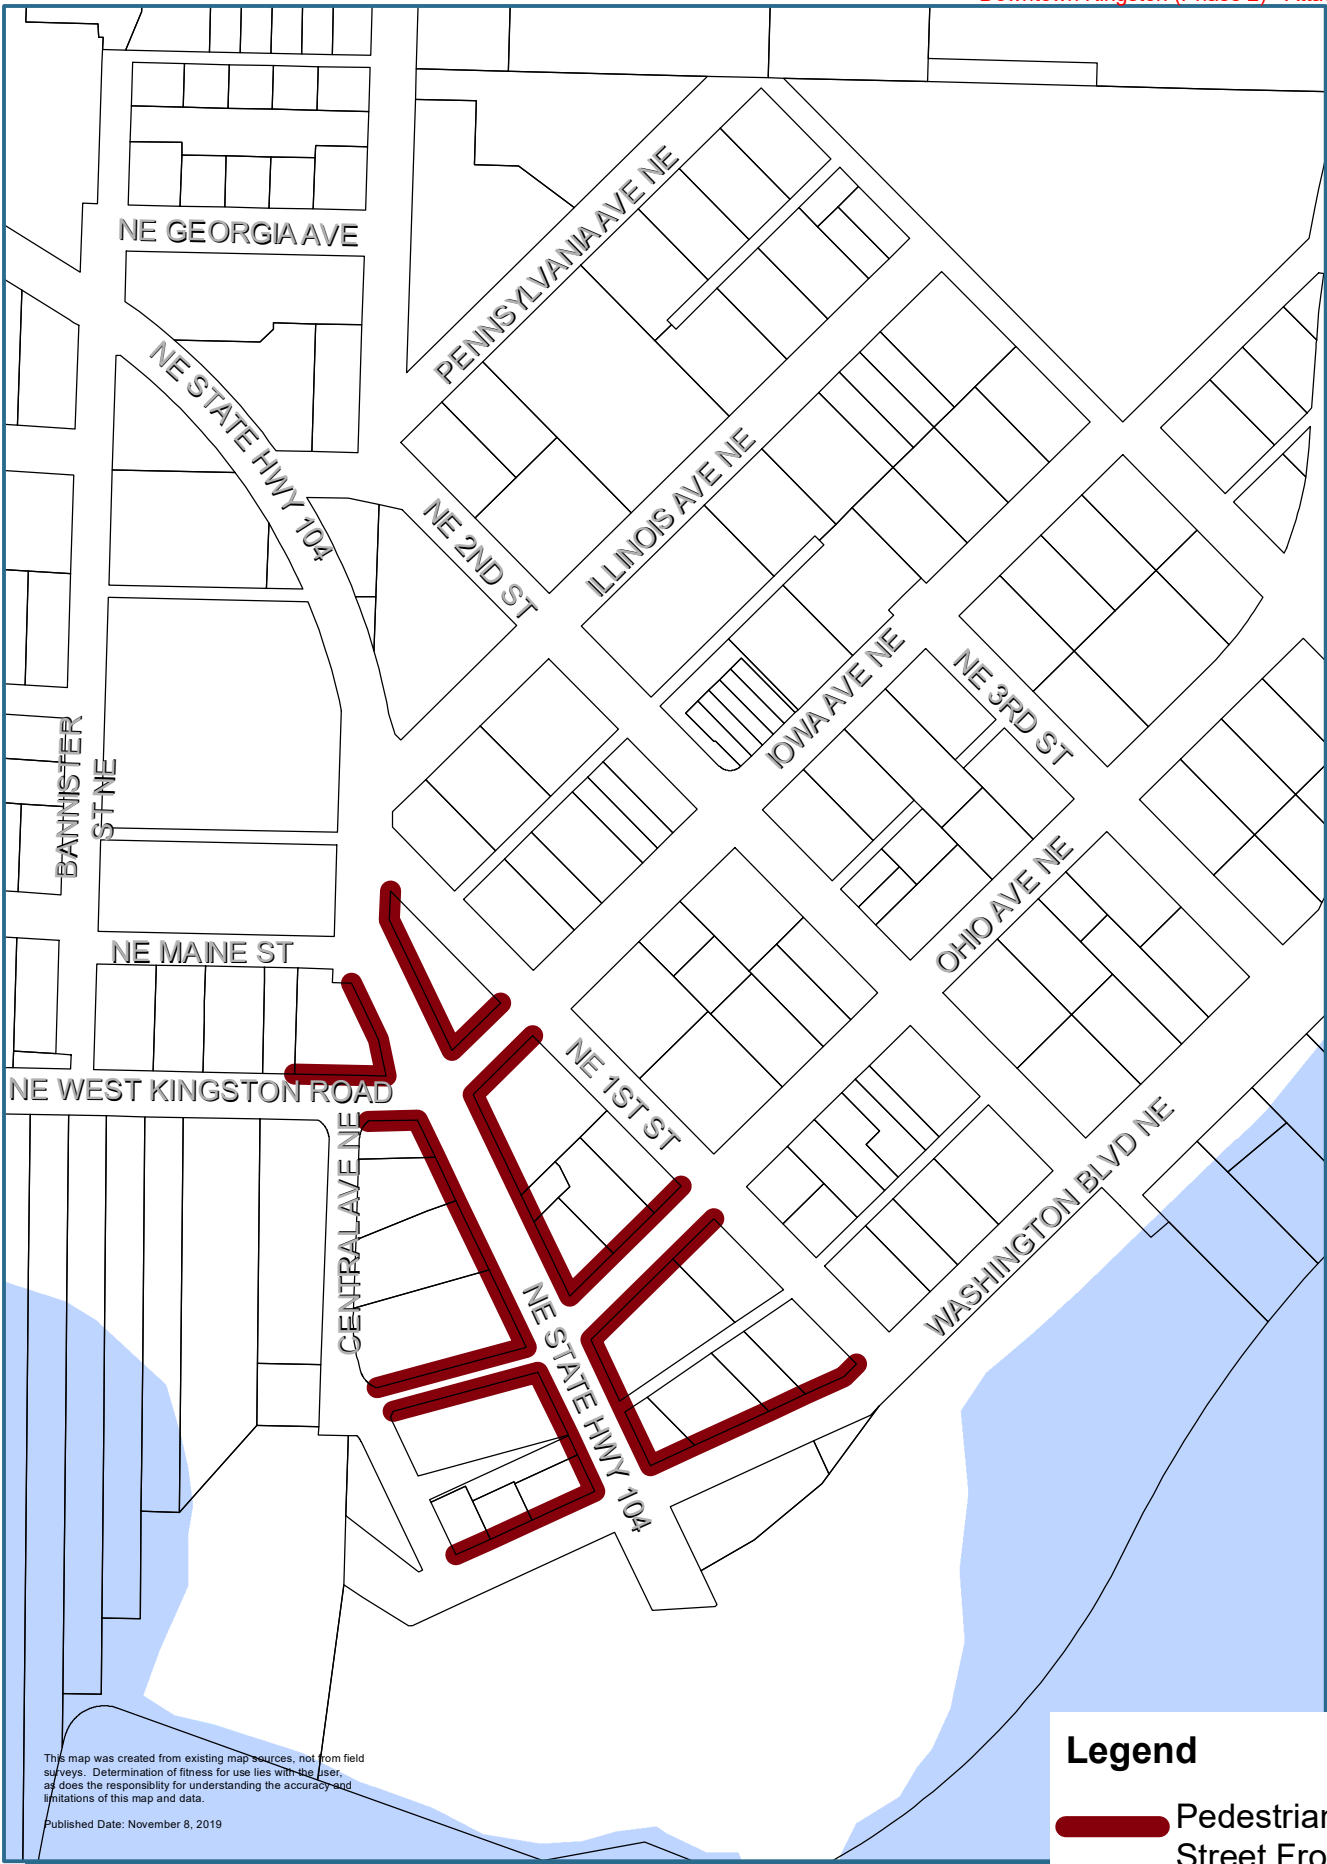 NE GEORGIA AVE
PENNSYLVANIA AVE NE
NE STATE HWY 104
NE 2ND ST
ILLINOIS AVE NE
IOWA AVE NE
NE 3RD ST
BANNISTER
ST NE
OHIO AVE NE
NE MAINE ST
NE 1ST ST
NE WEST KINGSTON ROAD
CENTRAL AVE NE
WASHINGTON BLVD NE
NE STATE HWY 104
This map was created from existing map sources, not from field
surveys. Determination of fitness for use lies with the user,
as does the responsiblity for understanding the accuracy and
limitations of this map and data.
Published Date: November 8, 2019
Legend
Pedestrian
Street